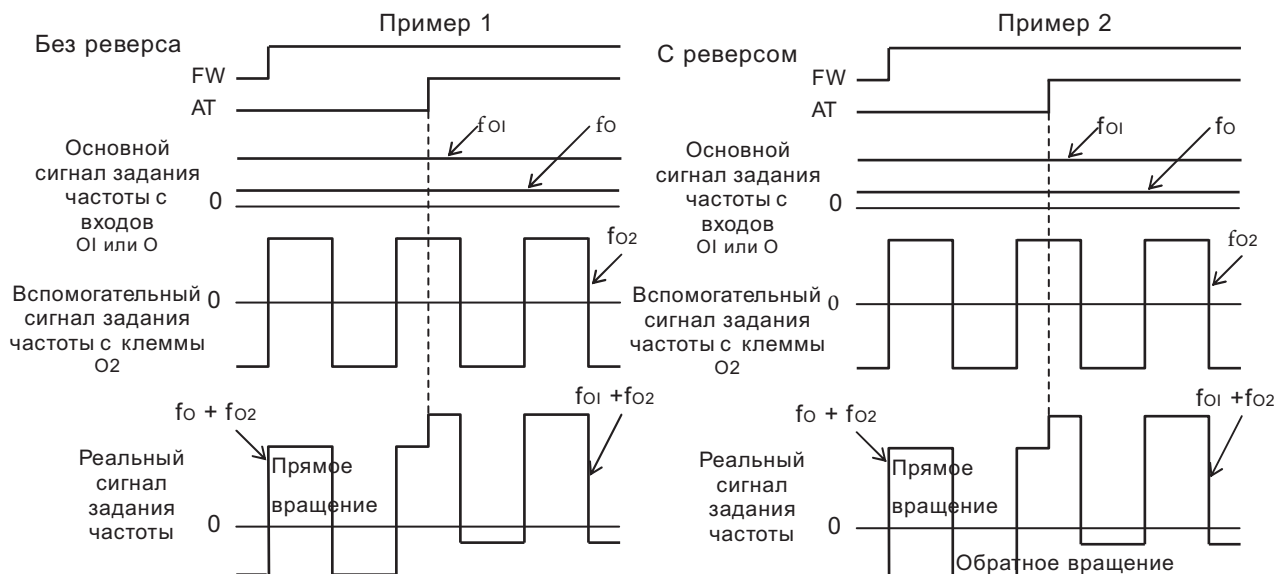 Пример 1
Без реверса
FW
AT
fOI
fO
Основной
сигнал задания
частоты с
входов
OI или O
0
fO2
Вспомогательный
сигнал задания
частоты с клеммы
O2
0
fO + fO2
fOI +fO2
Реальный
сигнал
задания
частоты
0
Прямое
вращение
Пример 2
С реверсом
FW
AT
fOI
fO
Основной
сигнал задания
частоты с
входов
OI или O
0
fO2
Вспомогательный
сигнал задания
частоты с клеммы
O2
0
fO + fO2
fOI +fO2
Реальный
сигнал
задания
частоты
0
Прямое
вращение
Обратное вращение